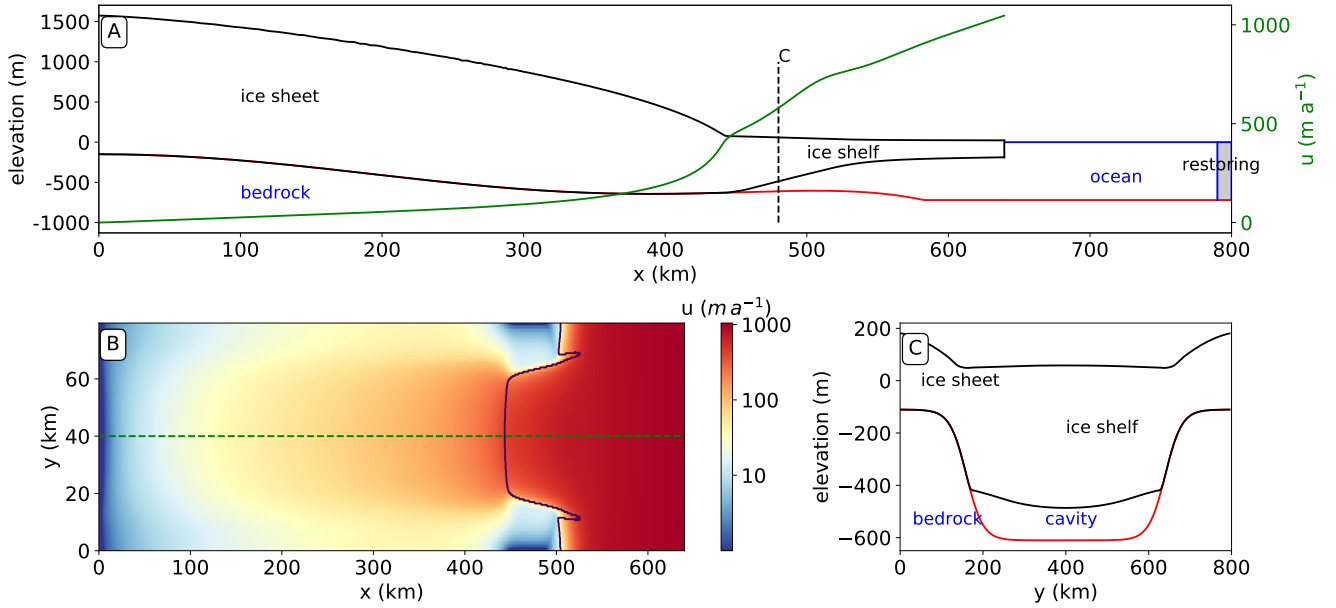 A
1500
1000
500
0
-500
-1000
elevation (m)
ice sheet
bedrock
C
ice shelf
ocean
restoring
1000
500
0
u (m a⁻¹)
0 100 200 300 400 500 600 700 800
x (km)
B
60
40
20
0
y (km)
0 100 200 300 400 500 600
x (km)
u (m a⁻¹)
1000
100
10
C
200
0
−200
−400
−600
elevation (m)
ice sheet
ice shelf
bedrock
cavity
0 200 400 600 800
y (km)